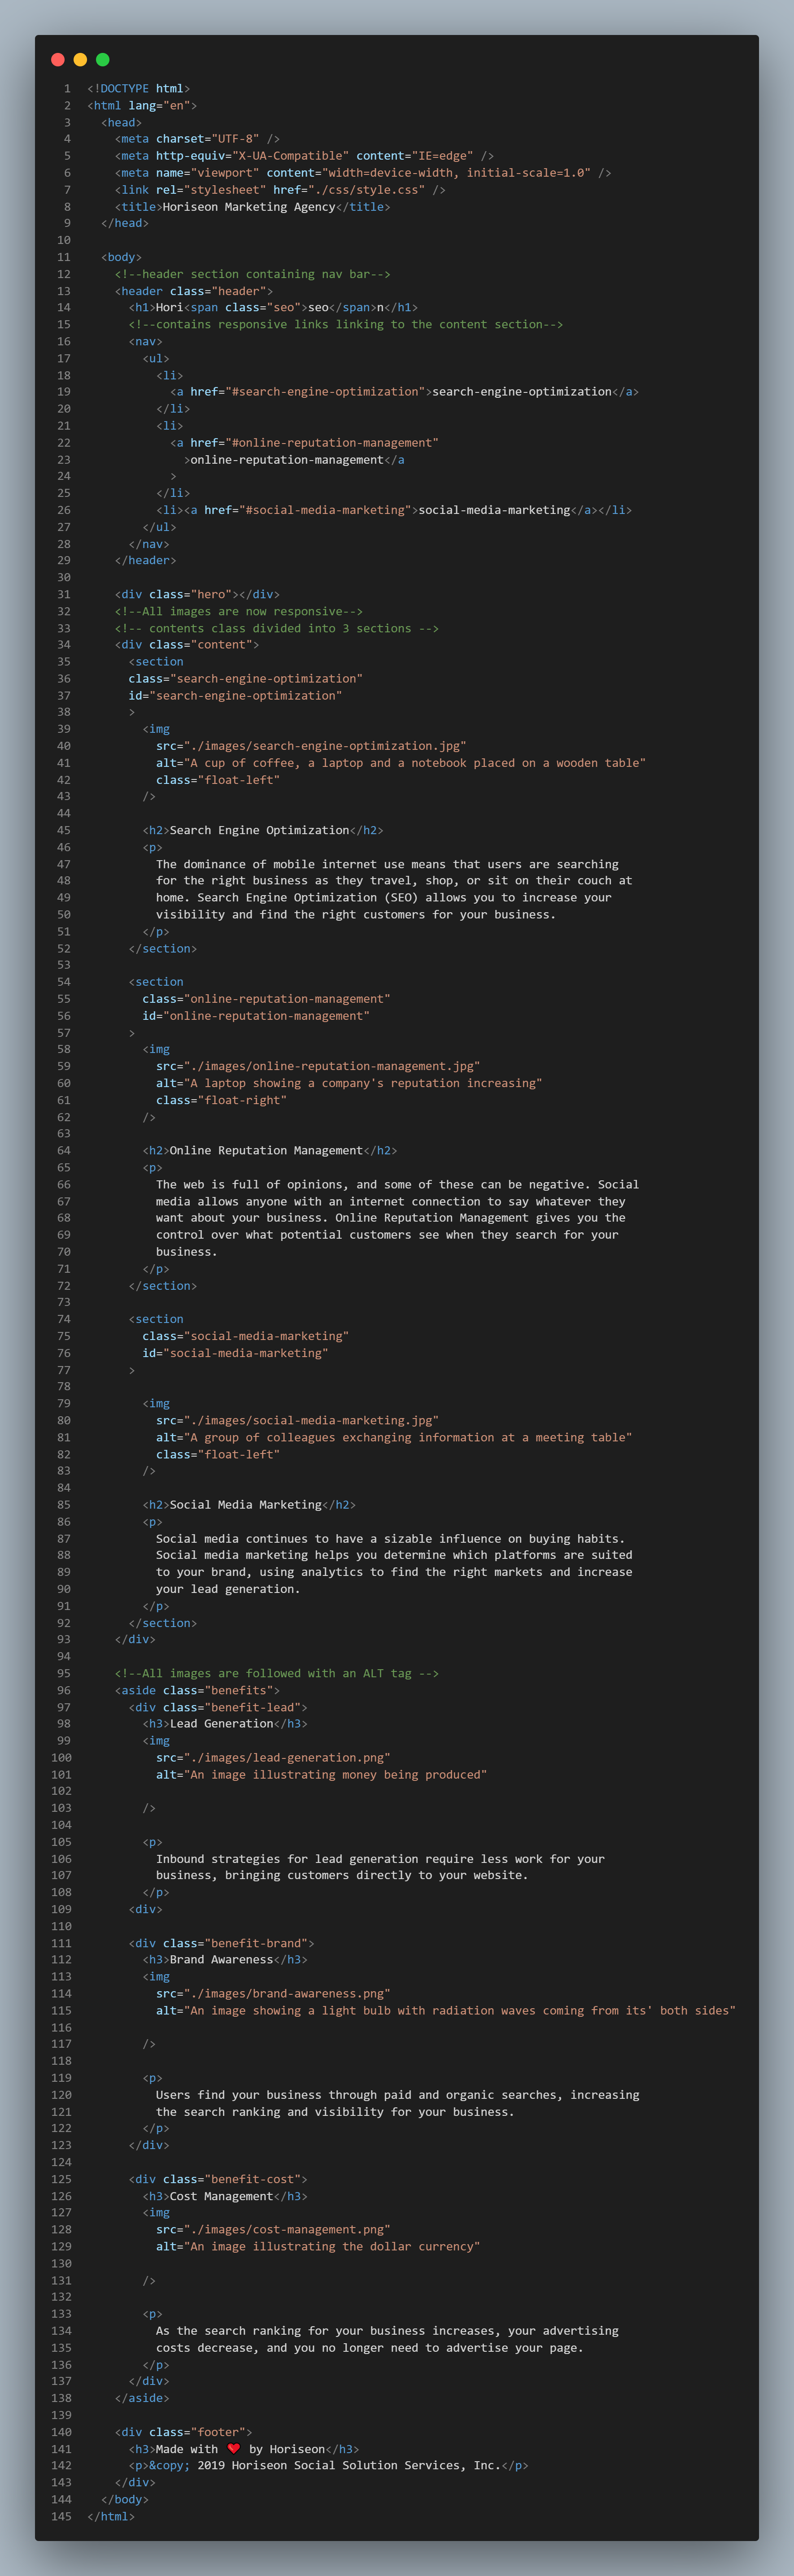 1 <!DOCTYPE html>
2 <html lang="en">
3   <head>
4     <meta charset="UTF-8" />
5     <meta http-equiv="X-UA-Compatible" content="IE=edge" />
6     <meta name="viewport" content="width=device-width, initial-scale=1.0" />
7     <link rel="stylesheet" href="./css/style.css" />
8     <title>Horiseon Marketing Agency</title>
9   </head>
10
11   <body>
12     <!--header section containing nav bar-->
13     <header class="header">
14       <h1>Hori<span class="seo">seo</span>n</h1>
15       <!--contains responsive links linking to the content section-->
16       <nav>
17         <ul>
18           <li>
19             <a href="#search-engine-optimization">search-engine-optimization</a>
20           </li>
21           <li>
22             <a href="#online-reputation-management"
23               >online-reputation-management</a
24             >
25           </li>
26           <li><a href="#social-media-marketing">social-media-marketing</a></li>
27         </ul>
28       </nav>
29     </header>
30
31     <div class="hero"></div>
32     <!--All images are now responsive-->
33     <!-- contents class divided into 3 sections -->
34     <div class="content">
35       <section
36       class="search-engine-optimization"
37       id="search-engine-optimization"
38       >
39         <img
40           src="./images/search-engine-optimization.jpg"
41           alt="A cup of coffee, a laptop and a notebook placed on a wooden table"
42           class="float-left"
43         />
44
45         <h2>Search Engine Optimization</h2>
46         <p>
47           The dominance of mobile internet use means that users are searching
48           for the right business as they travel, shop, or sit on their couch at
49           home. Search Engine Optimization (SEO) allows you to increase your
50           visibility and find the right customers for your business.
51         </p>
52       </section>
53
54       <section
55         class="online-reputation-management"
56         id="online-reputation-management"
57       >
58         <img
59           src="./images/online-reputation-management.jpg"
60           alt="A laptop showing a company's reputation increasing"
61           class="float-right"
62         />
63
64         <h2>Online Reputation Management</h2>
65         <p>
66           The web is full of opinions, and some of these can be negative. Social
67           media allows anyone with an internet connection to say whatever they
68           want about your business. Online Reputation Management gives you the
69           control over what potential customers see when they search for your
70           business.
71         </p>
72       </section>
73
74       <section
75         class="social-media-marketing"
76         id="social-media-marketing"
77       >
78
79         <img
80           src="./images/social-media-marketing.jpg"
81           alt="A group of colleagues exchanging information at a meeting table"
82           class="float-left"
83         />
84
85         <h2>Social Media Marketing</h2>
86         <p>
87           Social media continues to have a sizable influence on buying habits.
88           Social media marketing helps you determine which platforms are suited
89           to your brand, using analytics to find the right markets and increase
90           your lead generation.
91         </p>
92       </section>
93     </div>
94
95     <!--All images are followed with an ALT tag -->
96     <aside class="benefits">
97       <div class="benefit-lead">
98         <h3>Lead Generation</h3>
99         <img
100           src="./images/lead-generation.png"
101           alt="An image illustrating money being produced"
102
103         />
104
105         <p>
106           Inbound strategies for lead generation require less work for your
107           business, bringing customers directly to your website.
108         </p>
109       <div>
110
111       <div class="benefit-brand">
112         <h3>Brand Awareness</h3>
113         <img
114           src="./images/brand-awareness.png"
115           alt="An image showing a light bulb with radiation waves coming from its' both sides"
116
117         />
118
119         <p>
120           Users find your business through paid and organic searches, increasing
121           the search ranking and visibility for your business.
122         </p>
123       </div>
124
125       <div class="benefit-cost">
126         <h3>Cost Management</h3>
127         <img
128           src="./images/cost-management.png"
129           alt="An image illustrating the dollar currency"
130
131         />
132
133         <p>
134           As the search ranking for your business increases, your advertising
135           costs decrease, and you no longer need to advertise your page.
136         </p>
137       </div>
138     </aside>
139
140     <div class="footer">
141       <h3>Made with ❤️ by Horiseon</h3>
142       <p>&copy; 2019 Horiseon Social Solution Services, Inc.</p>
143     </div>
144   </body>
145 </html>